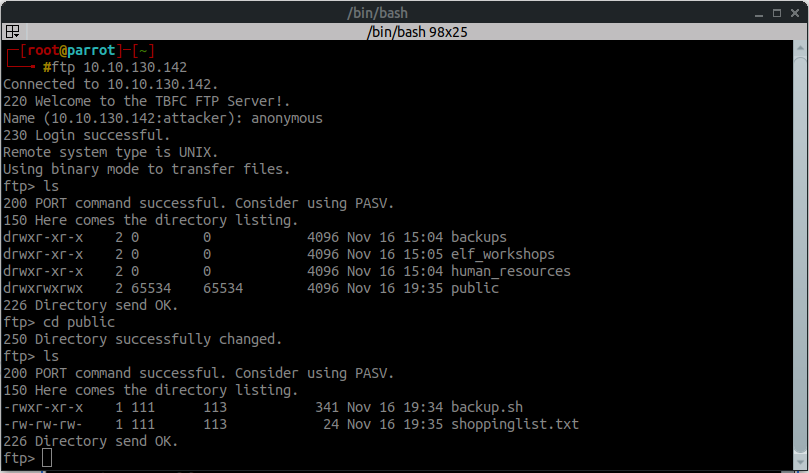 /bin/bash
/bin/bash 98x25
[root@parrot]─[~]
#ftp 10.10.130.142
Connected to 10.10.130.142.
220 Welcome to the TBFC FTP Server!.
Name (10.10.130.142:attacker): anonymous
230 Login successful.
Remote system type is UNIX.
Using binary mode to transfer files.
ftp> ls
200 PORT command successful. Consider using PASV.
150 Here comes the directory listing.
drwxr-xr-x    2 0        0            4096 Nov 16 15:04 backups
drwxr-xr-x    2 0        0            4096 Nov 16 15:05 elf_workshops
drwxr-xr-x    2 0        0            4096 Nov 16 15:04 human_resources
drwxrwxrwx    2 65534    65534        4096 Nov 16 19:35 public
226 Directory send OK.
ftp> cd public
250 Directory successfully changed.
ftp> ls
200 PORT command successful. Consider using PASV.
150 Here comes the directory listing.
-rwxr-xr-x    1 111      113           341 Nov 16 19:34 backup.sh
-rw-rw-rw-    1 111      113            24 Nov 16 19:35 shoppinglist.txt
226 Directory send OK.
ftp>